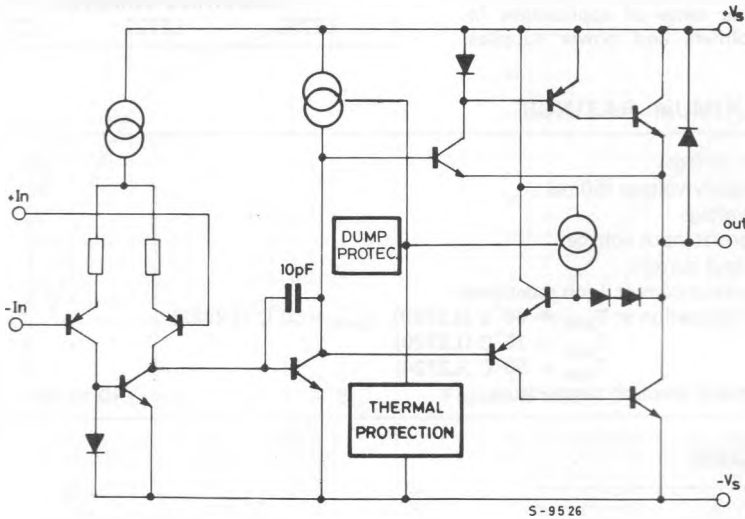 +Vs
+In
-In
10pF
DUMP
PROTEC.
out
THERMAL
PROTECTION
-Vs
S-9526